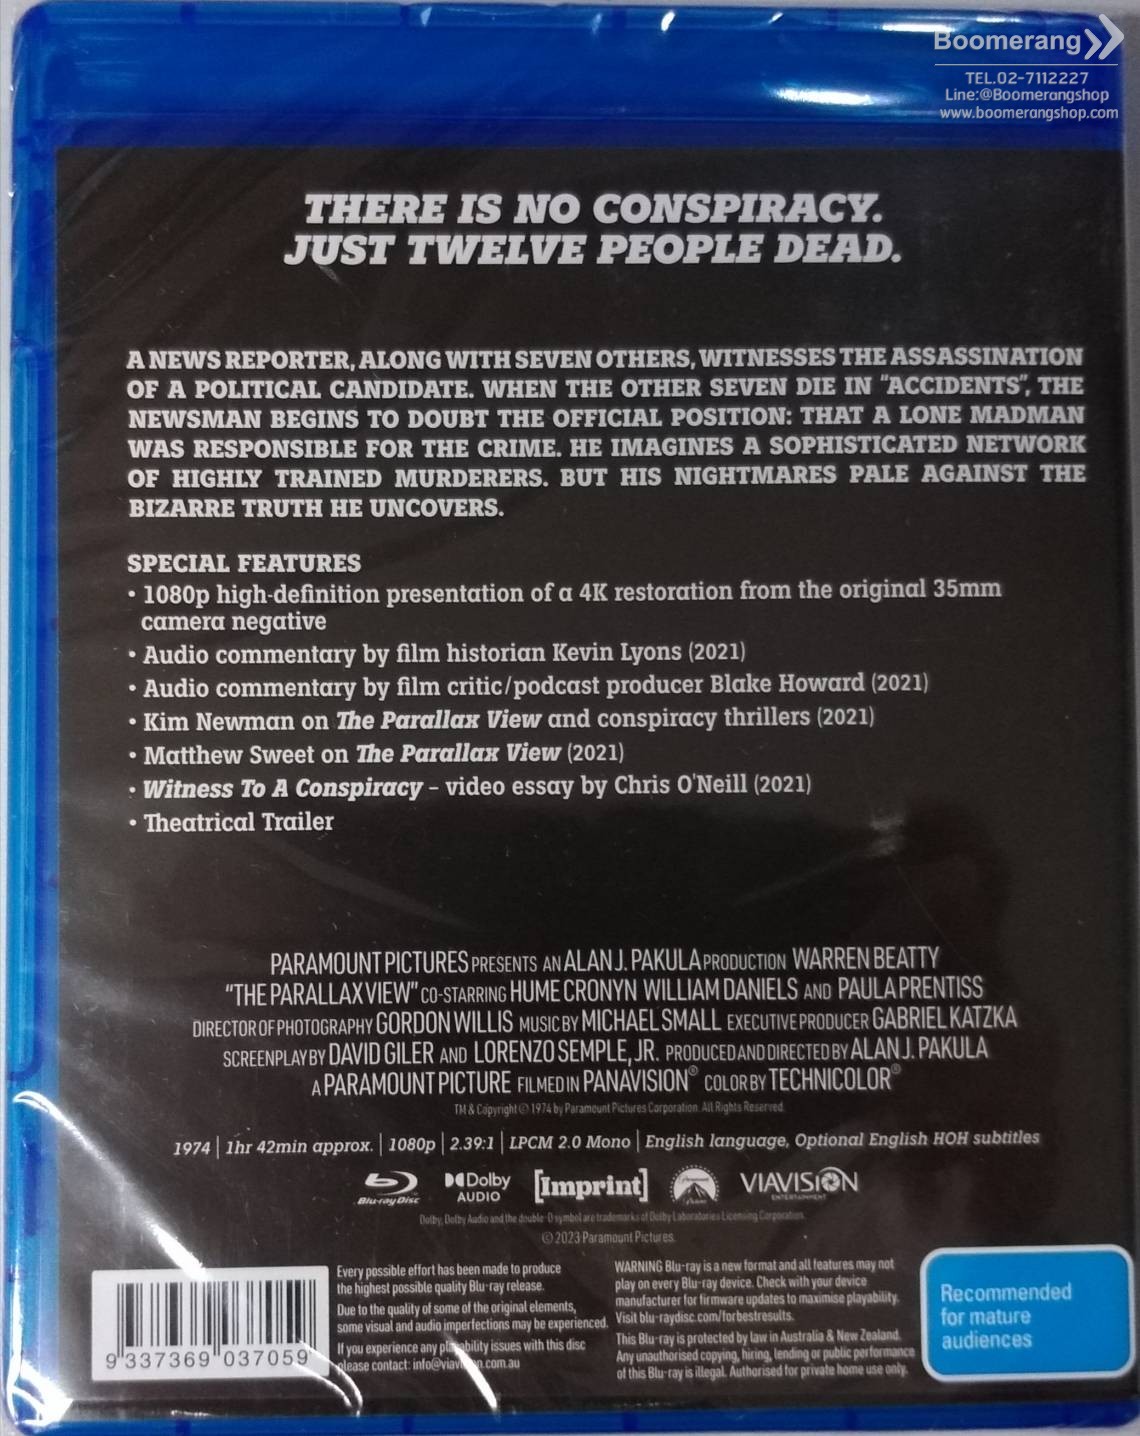 Boomerang
TEL.02-7112227
Line:@Boomerangshop
www.boomerangshop.com
THERE IS NO CONSPIRACY.
JUST TWELVE PEOPLE DEAD.
A NEWS REPORTER, ALONG WITH SEVEN OTHERS, WITNESSES THE ASSASSINATION
OF A POLITICAL CANDIDATE. WHEN THE OTHER SEVEN DIE IN "ACCIDENTS", THE
NEWSMAN BEGINS TO DOUBT THE OFFICIAL POSITION: THAT A LONE MADMAN
WAS RESPONSIBLE FOR THE CRIME. HE IMAGINES A SOPHISTICATED NETWORK
OF HIGHLY TRAINED MURDERERS. BUT HIS NIGHTMARES PALE AGAINST THE
BIZARRE TRUTH HE UNCOVERS.
SPECIAL FEATURES
• 1080p high-definition presentation of a 4K restoration from the original 35mm
camera negative
• Audio commentary by film historian Kevin Lyons (2021)
• Audio commentary by film critic/podcast producer Blake Howard (2021)
• Kim Newman on The Parallax View and conspiracy thrillers (2021)
• Matthew Sweet on The Parallax View (2021)
• Witness To A Conspiracy – video essay by Chris O'Neill (2021)
• Theatrical Trailer
PARAMOUNT PICTURES PRESENTS AN ALAN J. PAKULA PRODUCTION WARREN BEATTY
"THE PARALLAX VIEW" CO-STARRING HUME CRONYN WILLIAM DANIELS AND PAULA PRENTISS
DIRECTOR OF PHOTOGRAPHY GORDON WILLIS MUSIC BY MICHAEL SMALL EXECUTIVE PRODUCER GABRIEL KATZKA
SCREENPLAY BY DAVID GILER AND LORENZO SEMPLE, JR. PRODUCED AND DIRECTED BY ALAN J. PAKULA
A PARAMOUNT PICTURE FILMED IN PANAVISION® COLOR BY TECHNICOLOR®
TM & Copyright © 1974 by Paramount Pictures Corporation. All Rights Reserved.
1974 | 1hr 42min approx. | 1080p | 2.39:1 | LPCM 2.0 Mono | English language, Optional English HOH subtitles
Blu-ray Disc Dolby AUDIO [Imprint] Paramount VIAVISION ENTERTAINMENT
Dolby, Dolby Audio and the double-D symbol are trademarks of Dolby Laboratories Licensing Corporation.
© 2023 Paramount Pictures.
Every possible effort has been made to produce
the highest possible quality Blu-ray release.
Due to the quality of some of the original elements,
some visual and audio imperfections may be experienced.
If you experience any playability issues with this disc
please contact: info@viavision.com.au
WARNING Blu-ray is a new format and all features may not
play on every Blu-ray device. Check with your device
manufacturer for firmware updates to maximise playability.
Visit blu-raydisc.com/forbestresults.
This Blu-ray is protected by law in Australia & New Zealand.
Any unauthorised copying, hiring, lending or public performance
of this Blu-ray is illegal. Authorised for private home use only.
Recommended
for mature
audiences
9 337369 037059